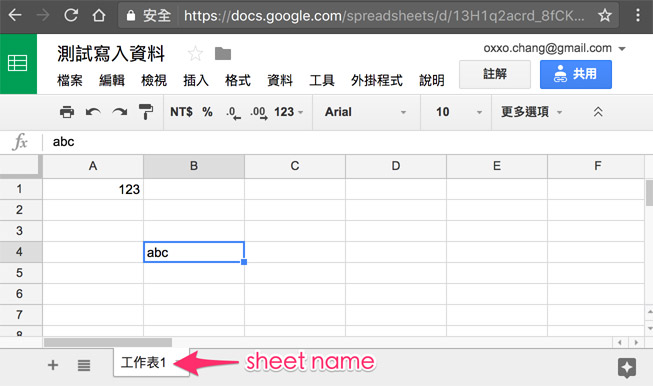 安全 https://docs.google.com/spreadsheets/d/13H1q2acrd_8fCK...
測試寫入資料
oxxo.chang@gmail.com
檔案 編輯 檢視 插入 格式 資料 工具 外掛程式 說明
註解 共用
NT$ % .0 .00 123 Arial 10 更多選項
fx abc
A B C D E F
1 123
2
3
4 abc
5
6
7
8
工作表1 sheet name